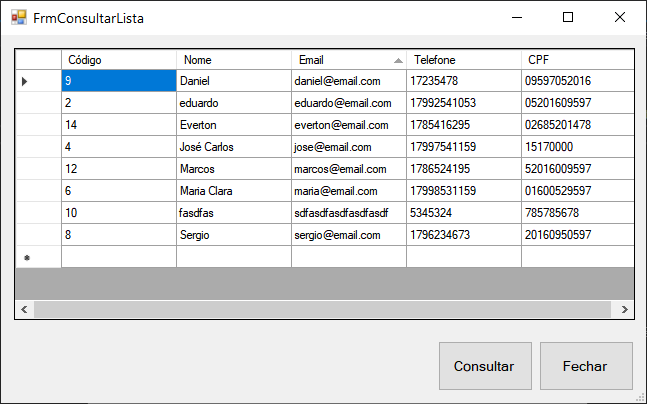 FrmConsultarLista
Código Nome Email Telefone CPF
9 Daniel daniel@email.com 17235478 09597052016
2 eduardo eduardo@email.com 17992541053 05201609597
14 Everton everton@email.com 1785416295 02685201478
4 José Carlos jose@email.com 17997541159 15170000
12 Marcos marcos@email.com 1786524195 52016009597
6 Maria Clara maria@email.com 17998531159 01600529597
10 fasdfas sdfasdfasdfasdfasdf 5345324 785785678
8 Sergio sergio@email.com 1796234673 20160950597
Consultar Fechar